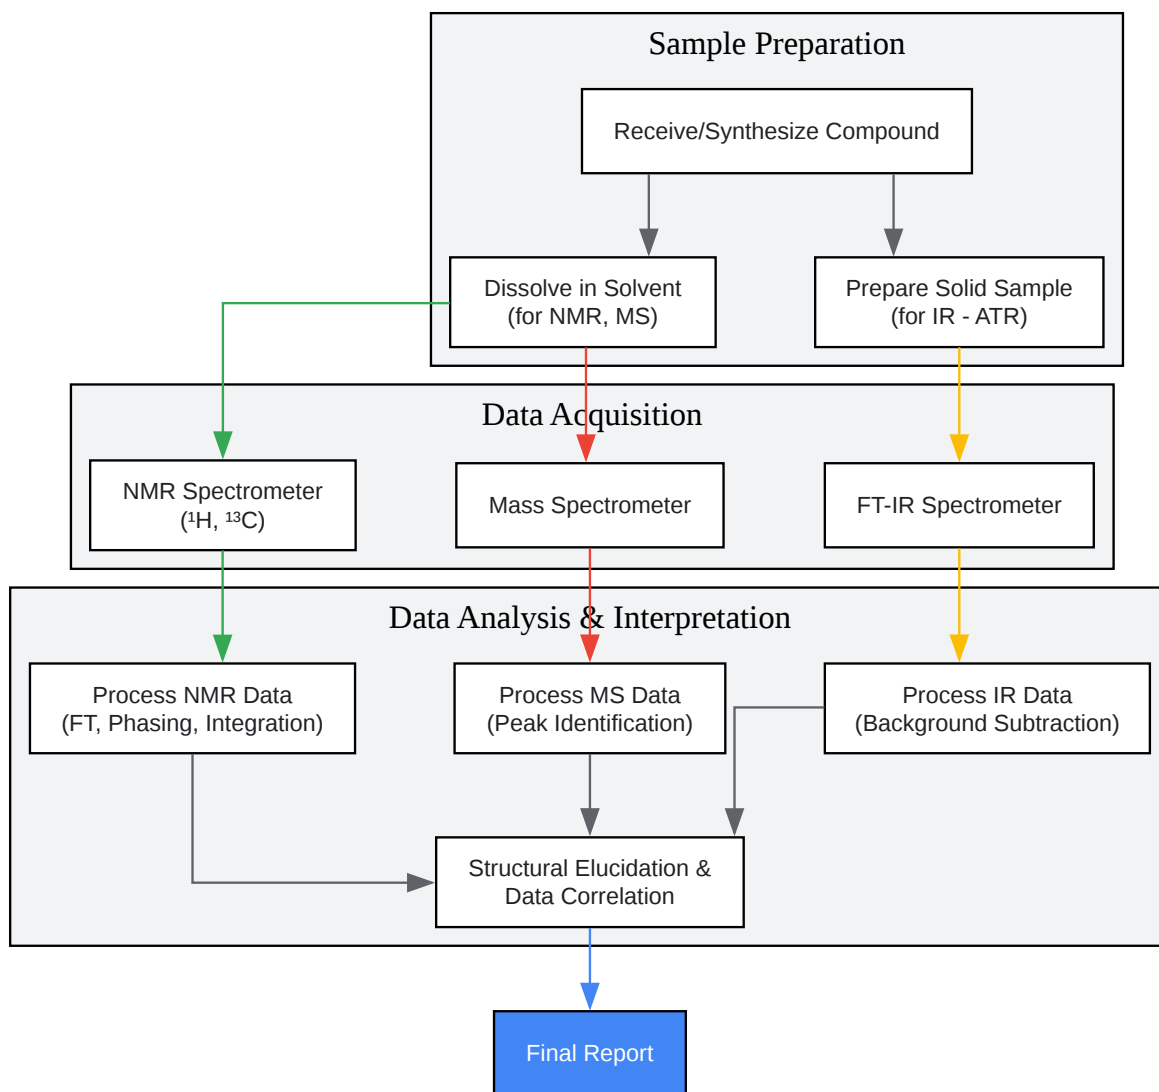 Sample Preparation
Receive/Synthesize Compound
Dissolve in Solvent
(for NMR, MS)
Prepare Solid Sample
(for IR - ATR)
Data Acquisition
NMR Spectrometer
(¹H, ¹³C)
Mass Spectrometer
FT-IR Spectrometer
Data Analysis & Interpretation
Process NMR Data
(FT, Phasing, Integration)
Process MS Data
(Peak Identification)
Process IR Data
(Background Subtraction)
Structural Elucidation &
Data Correlation
Final Report